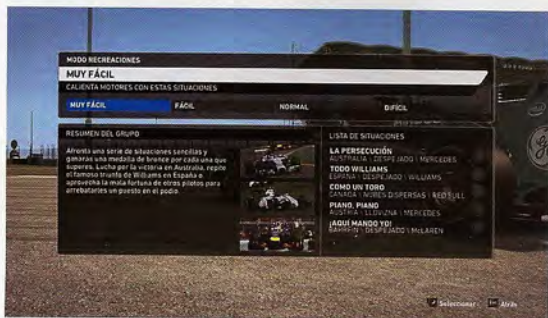 MODO RECREACIONES
MUY FÁCIL
CALIENTA MOTORES CON ESTAS SITUACIONES
MUY FÁCIL FÁCIL NORMAL DIFÍCIL
RESUMEN DEL GRUPO
Afronta una serie de situaciones sencillas y
ganaras una medalla de bronce por cada una que
superes. Lucha por la victoria en Australia, repite
el famoso triunfo de Williams en España o
aprovecha la mala fortuna de otros pilotos para
arrebatarles un puesto en el podio.
LISTA DE SITUACIONES
LA PERSECUCIÓN
AUSTRALIA | DESPEJADO | MERCEDES
TODO WILLIAMS
ESPAÑA | DESPEJADO | WILLIAMS
COMO UN TORO
CANADÁ | NUBES DISPERSAS | RED BULL
PIANO, PIANO
AUSTRIA | LLOVIZNA | MERCEDES
¡AQUÍ MANDO YO!
BAHRÉIN | DESPEJADO | McLAREN
Seleccionar Esc Atrás